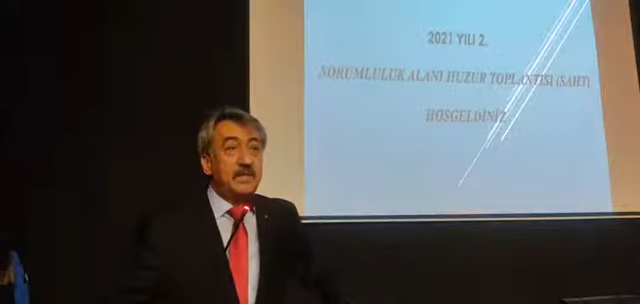 2021 YILI 2.
SORUMLULUK ALANI HUZUR TOPLANTISI (SAHT)
HOŞGELDİNİZ